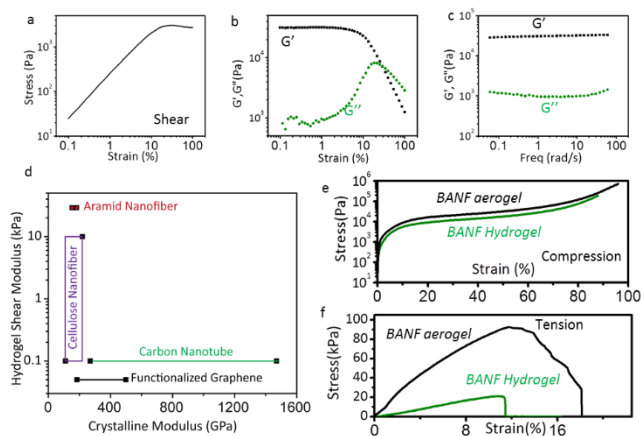 a
Stress (Pa)
10³
10²
10¹
0.1
1
10
100
Strain (%)
Shear
b
G',G"(Pa)
10⁴
10³
0.1
1
10
100
Strain (%)
G'
G''
c
G', G"(Pa)
10⁵
10⁴
10³
10²
0.1
1
10
100
Freq (rad/s)
G'
G''
d
Hydrogel Shear Modulus (kPa)
10
1
0.1
0
400
800
1200
1600
Crystalline Modulus (GPa)
Aramid Nanofiber
Cellulose Nanofiber
Carbon Nanotube
Functionalized Graphene
e
Stress(Pa)
10⁶
10⁵
10⁴
10³
10²
10¹
0
20
40
60
80
100
BANF aerogel
BANF Hydrogel
Strain (%)
Compression
f
Stress(kPa)
100
75
50
25
0
0
8
16
Strain(%)
Tension
BANF aerogel
BANF Hydrogel